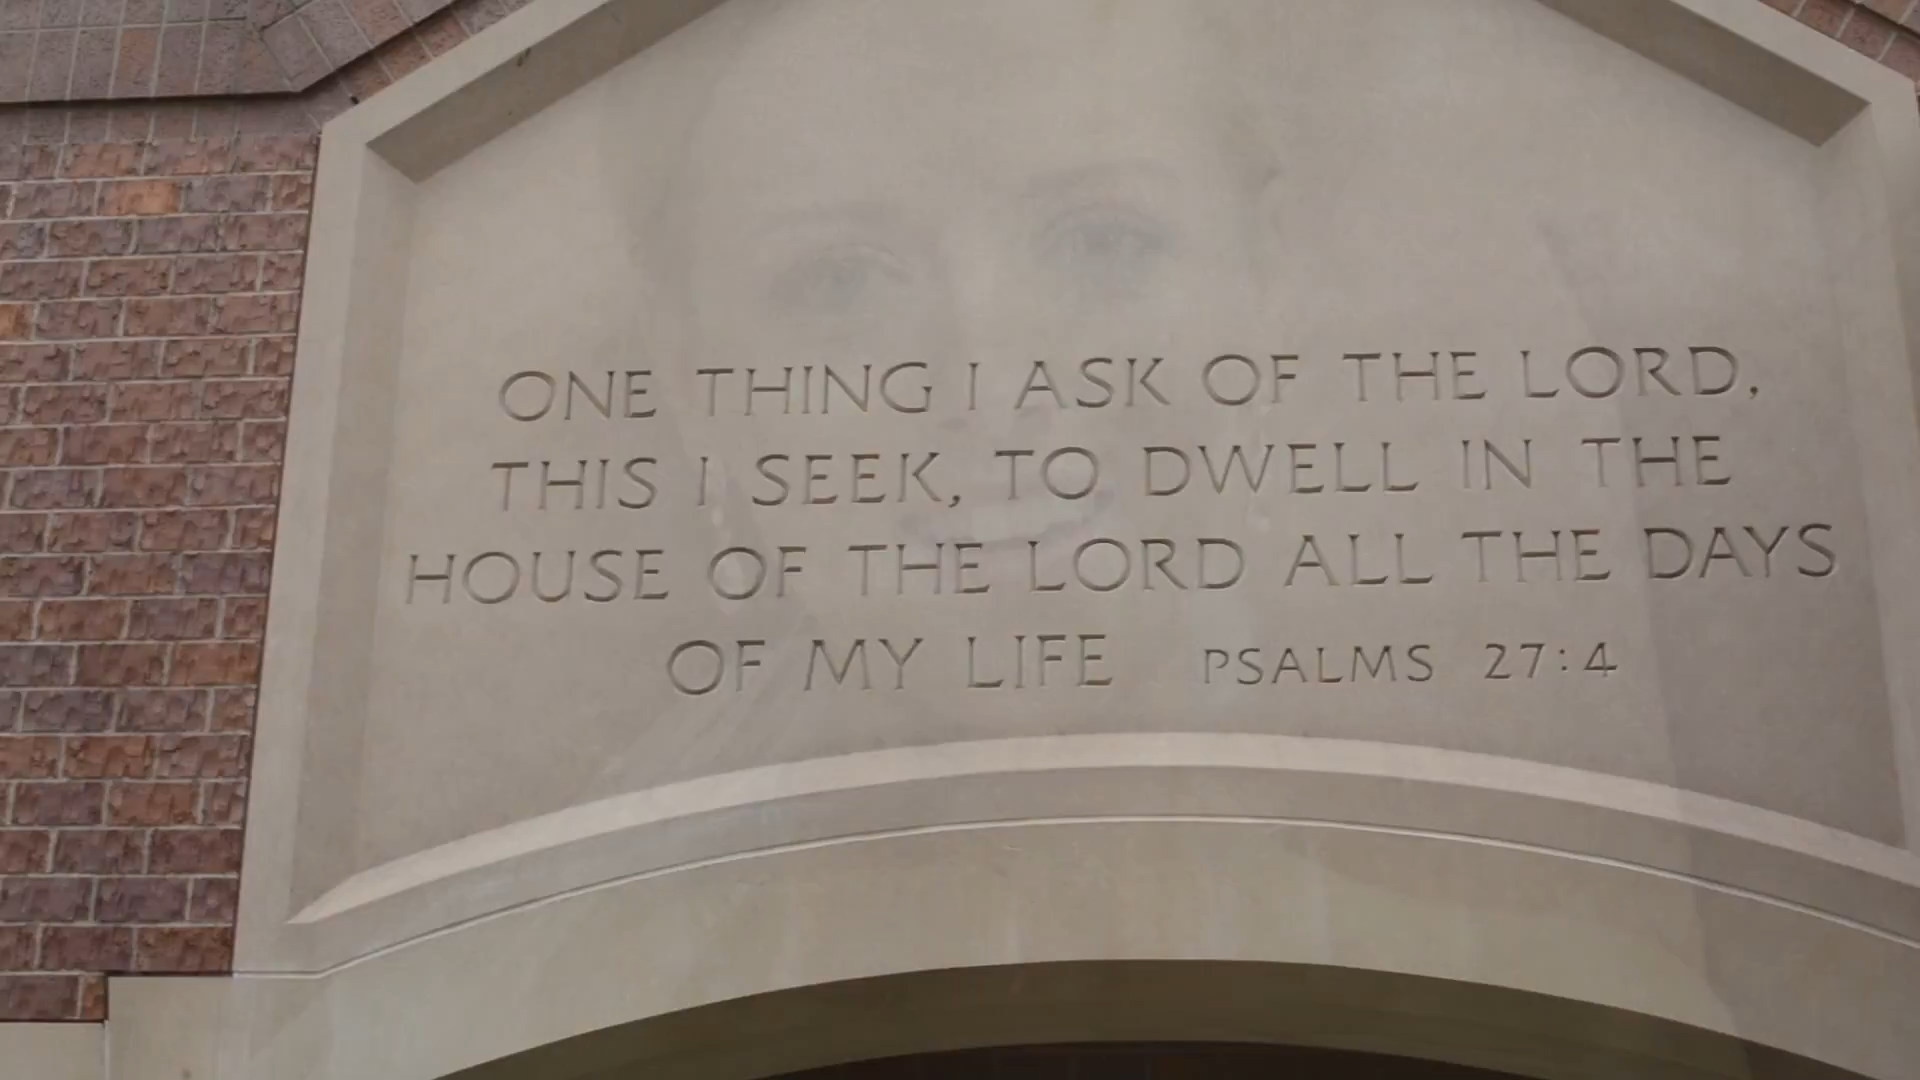 ONE THING I ASK OF THE LORD,
THIS I SEEK, TO DWELL IN THE
HOUSE OF THE LORD ALL THE DAYS
OF MY LIFE PSALMS 27:4